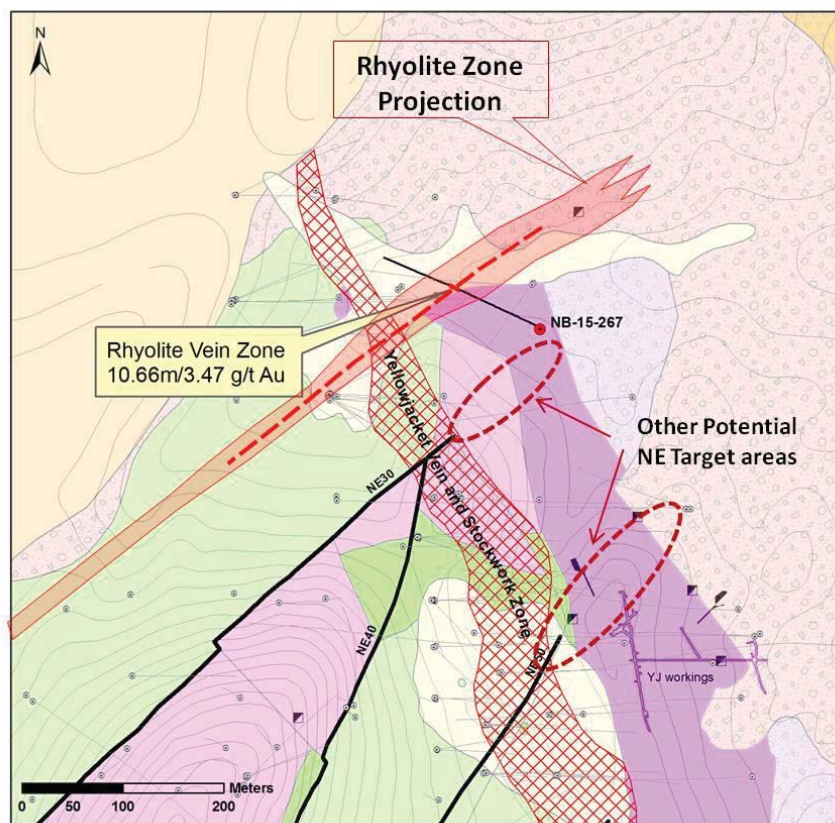 N
Rhyolite Zone
Projection
NB-15-267
Rhyolite Vein Zone
10.66m/3.47 g/t Au
Yellowjacket Vein and Stockwork Zone
Other Potential
NE Target areas
NE30
NE40
NE50
YJ workings
Meters
0 50 100 200